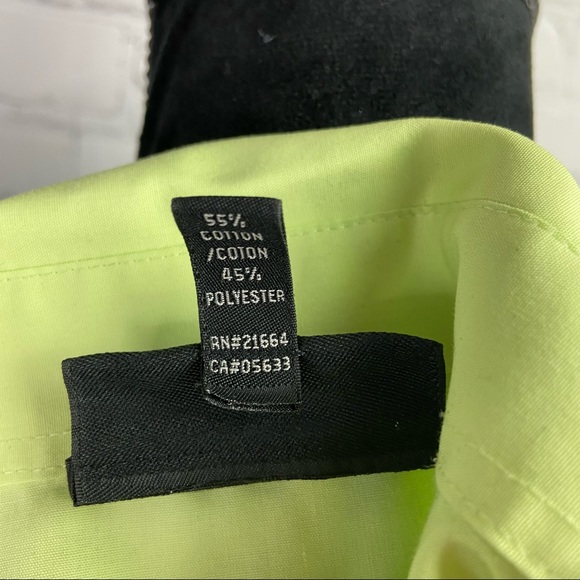 55%
COTTON
/COTON
45%
POLYESTER
RN#21664
CA#05633